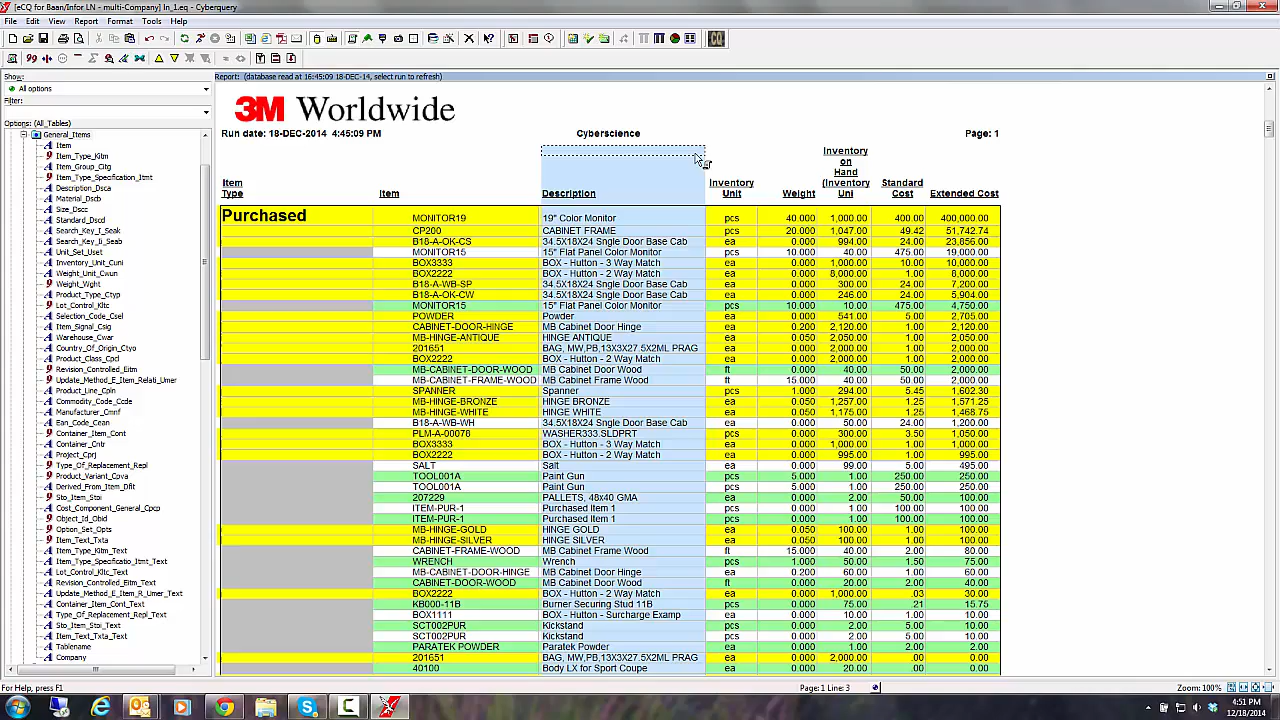 [eCQ for Baan/Infor LN - multi-Company] In_1.eq - Cyberquery
File Edit View Report Format Tools Help
Show:
All options
Filter:
Options: (All_Tables)
General_Items
Item
Item_Type_Kitm
Item_Group_Citg
Item_Type_Specification_Itmt
Description_Dsca
Material_Dscb
Size_Dscc
Standard_Dscd
Search_Key_I_Seak
Search_Key_Ii_Seab
Unit_Set_Uset
Inventory_Unit_Cuni
Weight_Unit_Cwun
Weight_Wght
Product_Type_Ctyp
Lot_Control_Kltc
Selection_Code_Csel
Item_Signal_Csig
Warehouse_Cwar
Country_Of_Origin_Ctyo
Product_Class_Cpcl
Revision_Controlled_Eitm
Update_Method_E_Item_Relati_Umer
Product_Line_Cpln
Commodity_Code_Ccde
Manufacturer_Cmnf
Ean_Code_Cean
Container_Item_Cont
Container_Cntr
Project_Cprj
Type_Of_Replacement_Repl
Product_Variant_Cpva
Derived_From_Item_Dfit
Sto_Item_Stoi
Cost_Component_General_Cpcp
Object_Id_Obid
Option_Set_Opts
Item_Text_Txta
Item_Type_Kitm_Text
Item_Type_Specificatio_Itmt_Text
Lot_Control_Kltc_Text
Revision_Controlled_Eitm_Text
Update_Method_E_Item_R_Umer_Text
Container_Item_Cont_Text
Type_Of_Replacement_Repl_Text
Sto_Item_Stoi_Text
Item_Text_Txta_Text
Tablename
Company
Report: (database read at 16:45:09 18-DEC-14, select run to refresh)
3M Worldwide
Run date: 18-DEC-2014 4:45:09 PM Cyberscience Page: 1
Item Type Item Description Inventory Unit Weight Inventory on Hand (Inventory Uni Standard Cost Extended Cost
Purchased MONITOR19 19" Color Monitor pcs 40.000 1,000.00 400.00 400,000.00
CP200 CABINET FRAME pcs 20.000 1,047.00 49.42 51,742.74
B18-A-OK-CS 34.5X18X24 Sngle Door Base Cab ea 0.000 994.00 24.00 23,856.00
MONITOR15 15" Flat Panel Color Monitor pcs 10.000 40.00 475.00 19,000.00
BOX3333 BOX - Hutton - 3 Way Match ea 0.000 10,000.00 1.00 10,000.00
BOX2222 BOX - Hutton - 2 Way Match ea 0.000 8,000.00 1.00 8,000.00
B18-A-WB-SP 34.5X18X24 Sngle Door Base Cab ea 0.000 300.00 24.00 7,200.00
B18-A-OK-CW 34.5X18X24 Sngle Door Base Cab ea 0.000 246.00 24.00 5,904.00
MONITOR15 15" Flat Panel Color Monitor pcs 10.000 10.00 475.00 4,750.00
POWDER Powder ea 0.000 541.00 5.00 2,705.00
CABINET-DOOR-HINGE MB Cabinet Door Hinge ea 0.200 2,120.00 1.00 2,120.00
MB-HINGE-ANTIQUE HINGE ANTIQUE ea 0.050 2,050.00 1.00 2,050.00
201651 BAG, MW,PB,13X3X27.5X2ML PRAG ea 0.000 2,000.00 1.00 2,000.00
BOX2222 BOX - Hutton - 2 Way Match ea 0.000 2,000.00 1.00 2,000.00
MB-CABINET-DOOR-WOOD MB Cabinet Door Wood ft 0.000 40.00 50.00 2,000.00
MB-CABINET-FRAME-WOOD MB Cabinet Frame Wood ft 15.000 40.00 50.00 2,000.00
SPANNER Spanner ea 1.000 294.00 5.45 1,602.30
MB-HINGE-BRONZE HINGE BRONZE ea 0.050 1,257.00 1.25 1,571.25
MB-HINGE-WHITE HINGE WHITE ea 0.050 1,175.00 1.25 1,468.75
B18-A-WB-WH 34.5X18X24 Sngle Door Base Cab ea 0.000 50.00 24.00 1,200.00
PLM-A-00078 WASHER333.SLDPRT pcs 0.000 300.00 3.50 1,050.00
BOX3333 BOX - Hutton - 3 Way Match ea 0.000 1,000.00 1.00 1,000.00
BOX2222 BOX - Hutton - 2 Way Match ea 0.000 995.00 1.00 995.00
SALT Salt ea 0.000 99.00 5.00 495.00
TOOL001A Paint Gun pcs 5.000 1.00 250.00 250.00
TOOL001A Paint Gun pcs 5.000 1.00 250.00 250.00
207229 PALLETS, 48x40 GMA ea 0.000 2.00 50.00 100.00
ITEM-PUR-1 Purchased Item 1 pcs 0.000 1.00 100.00 100.00
ITEM-PUR-1 Purchased Item 1 pcs 0.000 1.00 100.00 100.00
MB-HINGE-GOLD HINGE GOLD ea 0.050 100.00 1.00 100.00
MB-HINGE-SILVER HINGE SILVER ea 0.050 100.00 1.00 100.00
CABINET-FRAME-WOOD MB Cabinet Frame Wood ft 15.000 40.00 2.00 80.00
WRENCH Wrench pcs 1.000 50.00 1.50 75.00
MB-CABINET-DOOR-HINGE MB Cabinet Door Hinge ea 0.200 60.00 1.00 60.00
CABINET-DOOR-WOOD MB Cabinet Door Wood ft 0.000 20.00 2.00 40.00
BOX2222 BOX - Hutton - 2 Way Match ea 0.000 1,000.00 .03 30.00
KB000-11B Burner Securing Stud 11B pcs 0.000 75.00 .21 15.75
BOX1111 BOX - Hutton - Surcharge Examp ea 0.000 10.00 1.00 10.00
SCT002PUR Kickstand pcs 0.000 2.00 5.00 10.00
SCT002PUR Kickstand pcs 0.000 2.00 5.00 10.00
PARATEK POWDER Paratek Powder ea 0.000 1.00 2.00 2.00
201651 BAG, MW,PB,13X3X27.5X2ML PRAG ea 0.000 2,000.00 .00 0.00
40100 Body LX for Sport Coupe ea 0.000 20.00 .00 0.00
For Help, press F1 Page: 1 Line: 3 Zoom: 100%
4:51 PM
12/18/2014